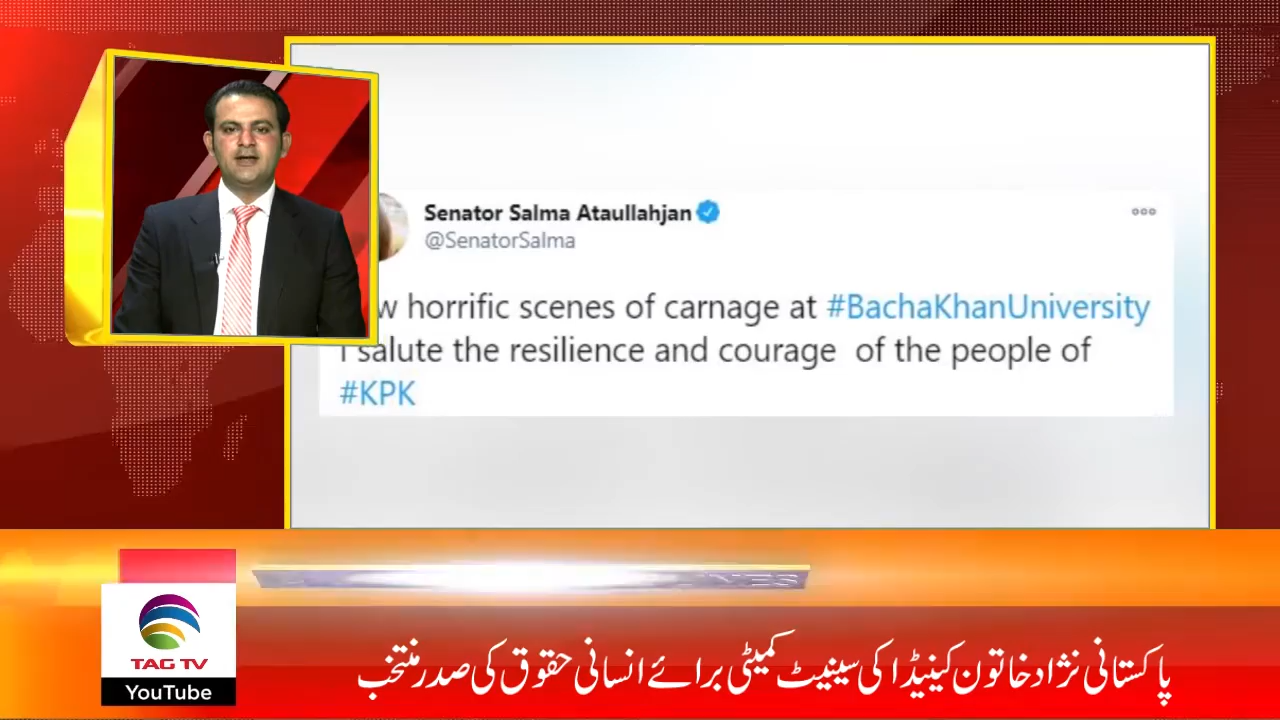 Senator Salma Ataullahjan
@SenatorSalma
horrific scenes of carnage at #BachaKhanUniversity
I salute the resilience and courage of the people of
#KPK
TAG TV
YouTube
پاکستانی نژاد خاتون کینیڈا کی سینیٹ کمیٹی برائے انسانی حقوق کی صدر منتخب